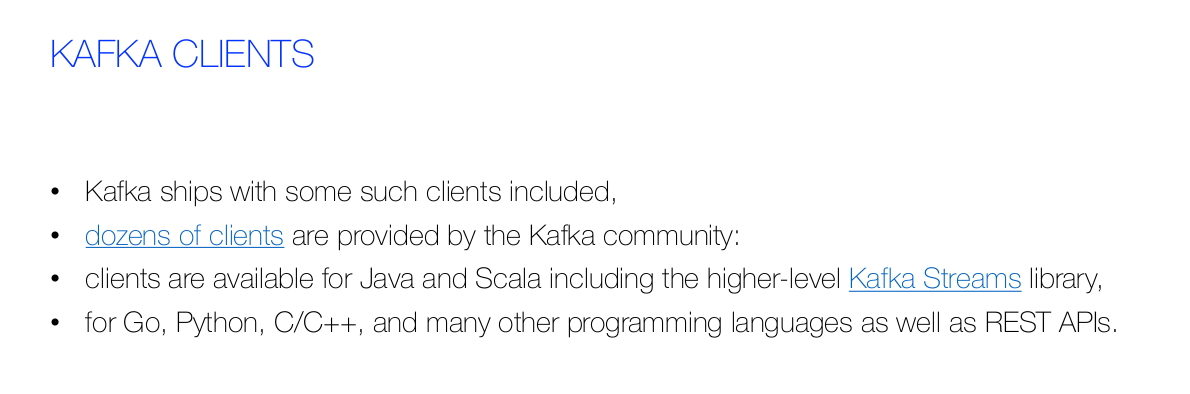 KAFKA CLIENTS
• Kafka ships with some such clients included,
• dozens of clients are provided by the Kafka community:
• clients are available for Java and Scala including the higher-level Kafka Streams library,
• for Go, Python, C/C++, and many other programming languages as well as REST APIs.